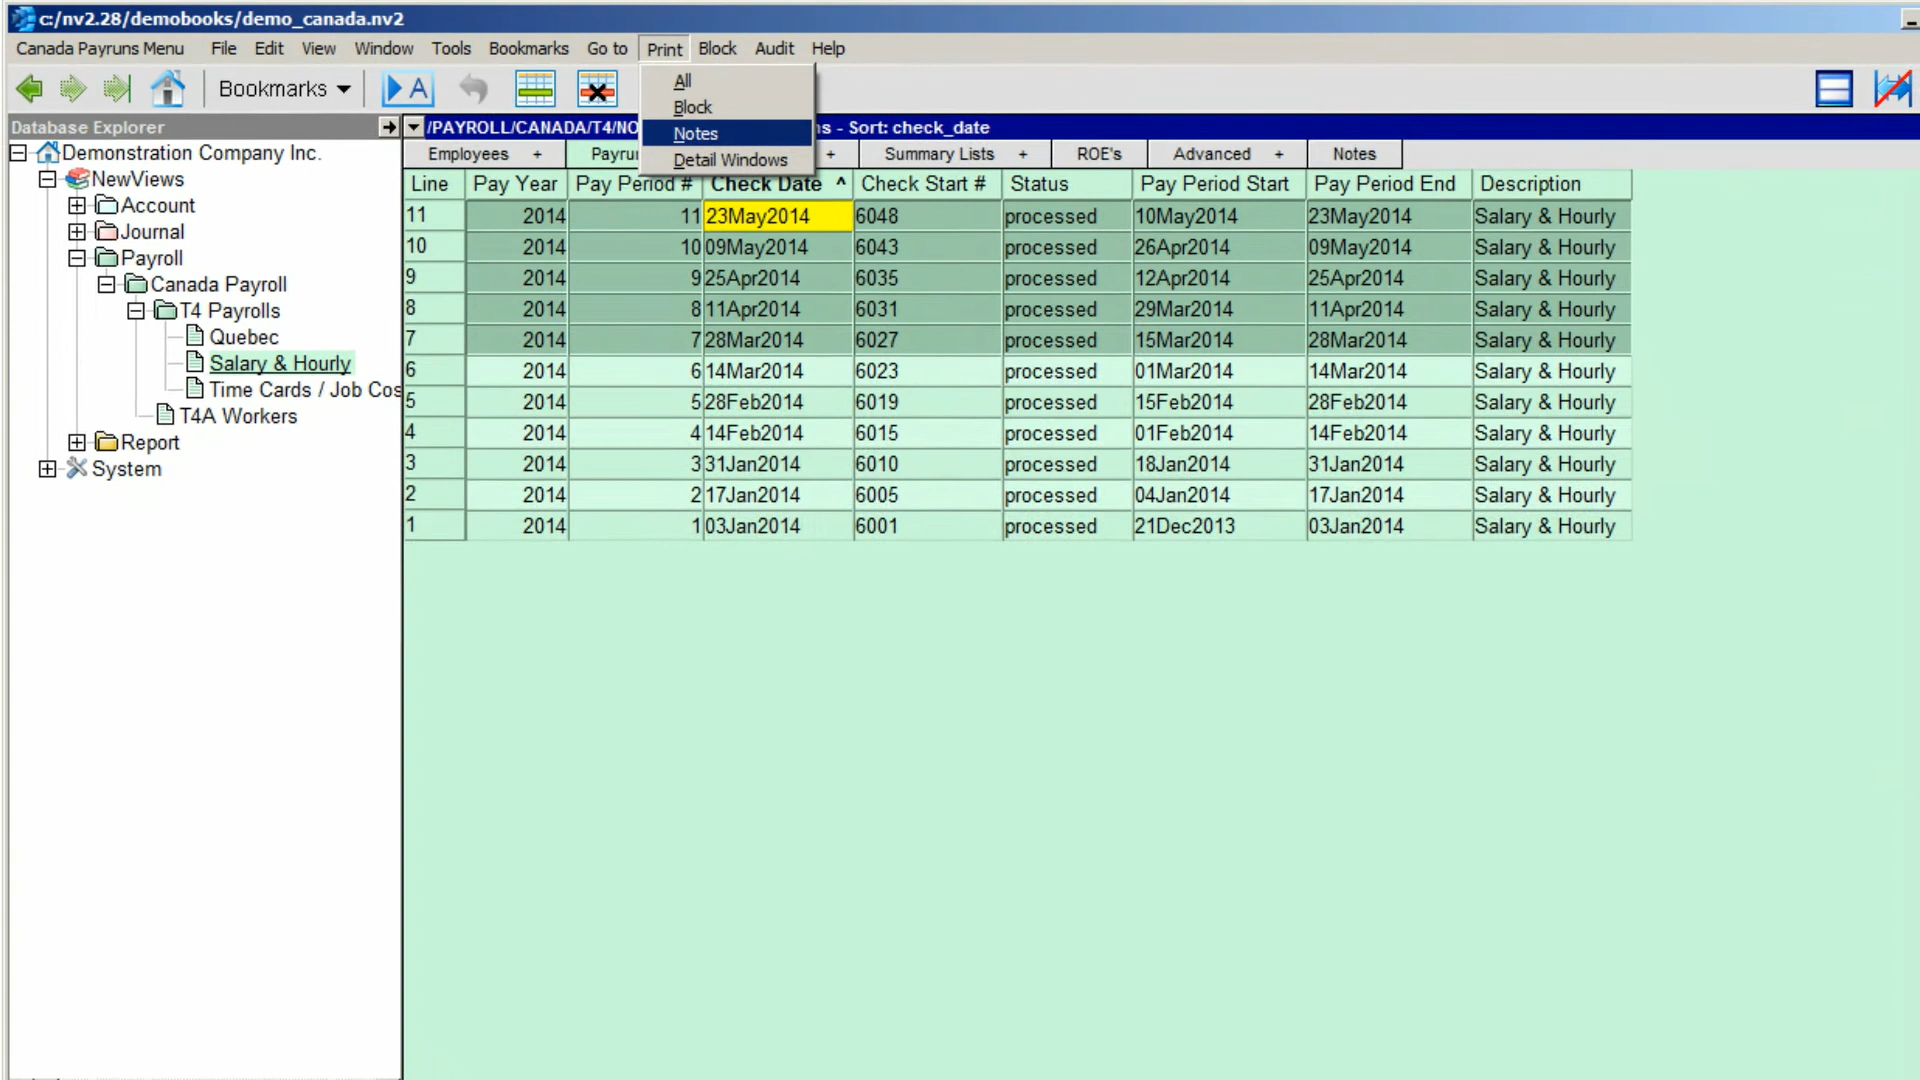 c:/nv2.28/demobooks/demo_canada.nv2
Canada Payruns Menu File Edit View Window Tools Bookmarks Go to Print Block Audit Help
Bookmarks A
All
Block
Notes
Detail Windows
Database Explorer
/PAYROLL/CANADA/T4/NO ns - Sort: check_date
Employees + Payru + Summary Lists + ROE's Advanced + Notes
Demonstration Company Inc.
NewViews
Account
Journal
Payroll
Canada Payroll
T4 Payrolls
Quebec
Salary & Hourly
Time Cards / Job Cos
T4A Workers
Report
System
Line Pay Year Pay Period # Check Date ^ Check Start # Status Pay Period Start Pay Period End Description
11 2014 11 23May2014 6048 processed 10May2014 23May2014 Salary & Hourly
10 2014 10 09May2014 6043 processed 26Apr2014 09May2014 Salary & Hourly
9 2014 9 25Apr2014 6035 processed 12Apr2014 25Apr2014 Salary & Hourly
8 2014 8 11Apr2014 6031 processed 29Mar2014 11Apr2014 Salary & Hourly
7 2014 7 28Mar2014 6027 processed 15Mar2014 28Mar2014 Salary & Hourly
6 2014 6 14Mar2014 6023 processed 01Mar2014 14Mar2014 Salary & Hourly
5 2014 5 28Feb2014 6019 processed 15Feb2014 28Feb2014 Salary & Hourly
4 2014 4 14Feb2014 6015 processed 01Feb2014 14Feb2014 Salary & Hourly
3 2014 3 31Jan2014 6010 processed 18Jan2014 31Jan2014 Salary & Hourly
2 2014 2 17Jan2014 6005 processed 04Jan2014 17Jan2014 Salary & Hourly
1 2014 1 03Jan2014 6001 processed 21Dec2013 03Jan2014 Salary & Hourly